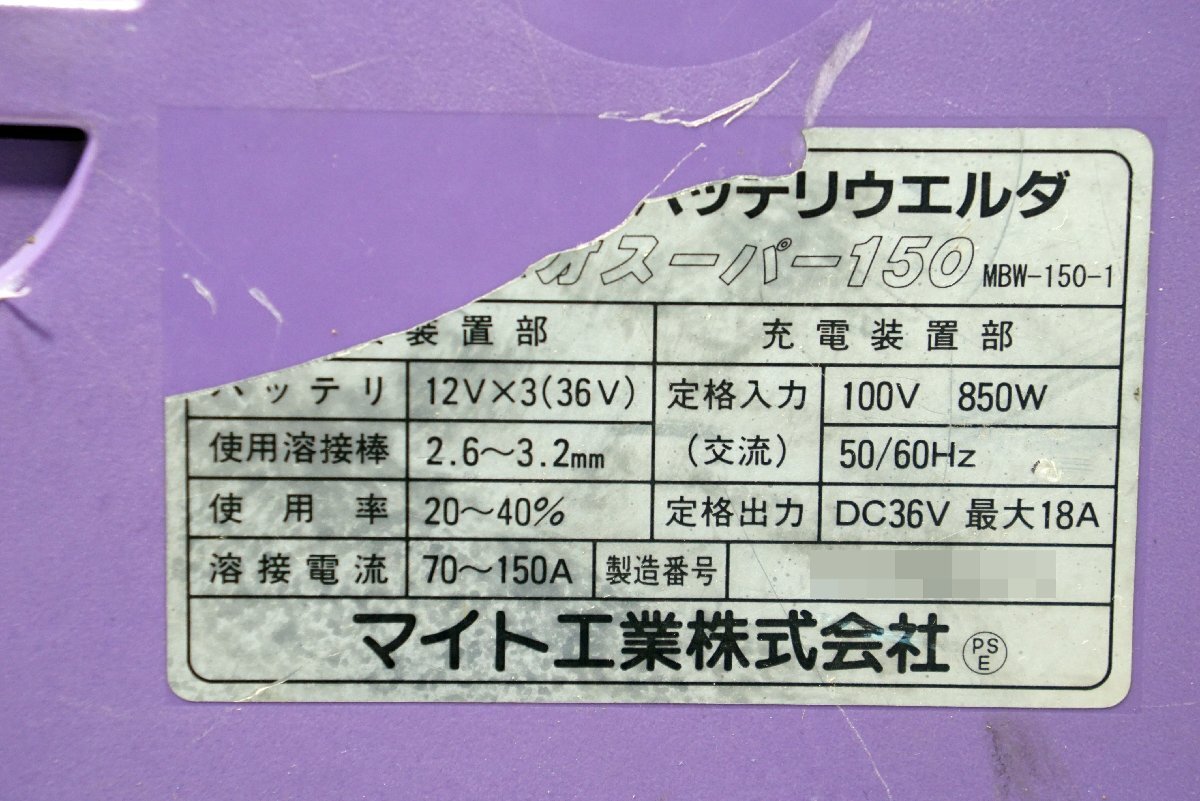 バッテリウエルダ
オスーパー150 MBW-150-1
装置部 充電装置部
バッテリ 12V×3(36V) 定格入力 100V 850W
使用溶接棒 2.6〜3.2mm (交流) 50/60Hz
使用率 20〜40% 定格出力 DC36V 最大18A
溶接電流 70〜150A 製造番号
マイト工業株式会社 PSE